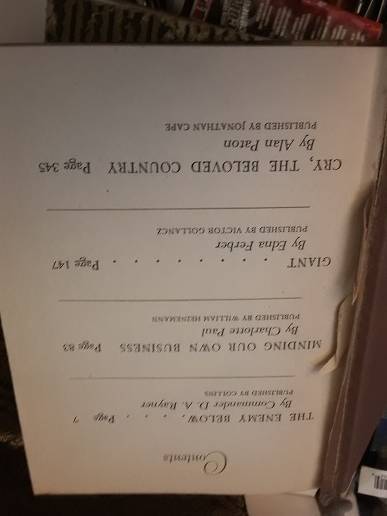 Contents
THE ENEMY BELOW . . . . Page 7
By Commander D. A. Rayner
PUBLISHED BY COLLINS
MINDING OUR OWN BUSINESS Page 83
By Charlotte Paul
PUBLISHED BY WILLIAM HEINEMANN
GIANT . . . . . . . . Page 147
By Edna Ferber
PUBLISHED BY VICTOR GOLLANCZ
CRY, THE BELOVED COUNTRY Page 345
By Alan Paton
PUBLISHED BY JONATHAN CAPE